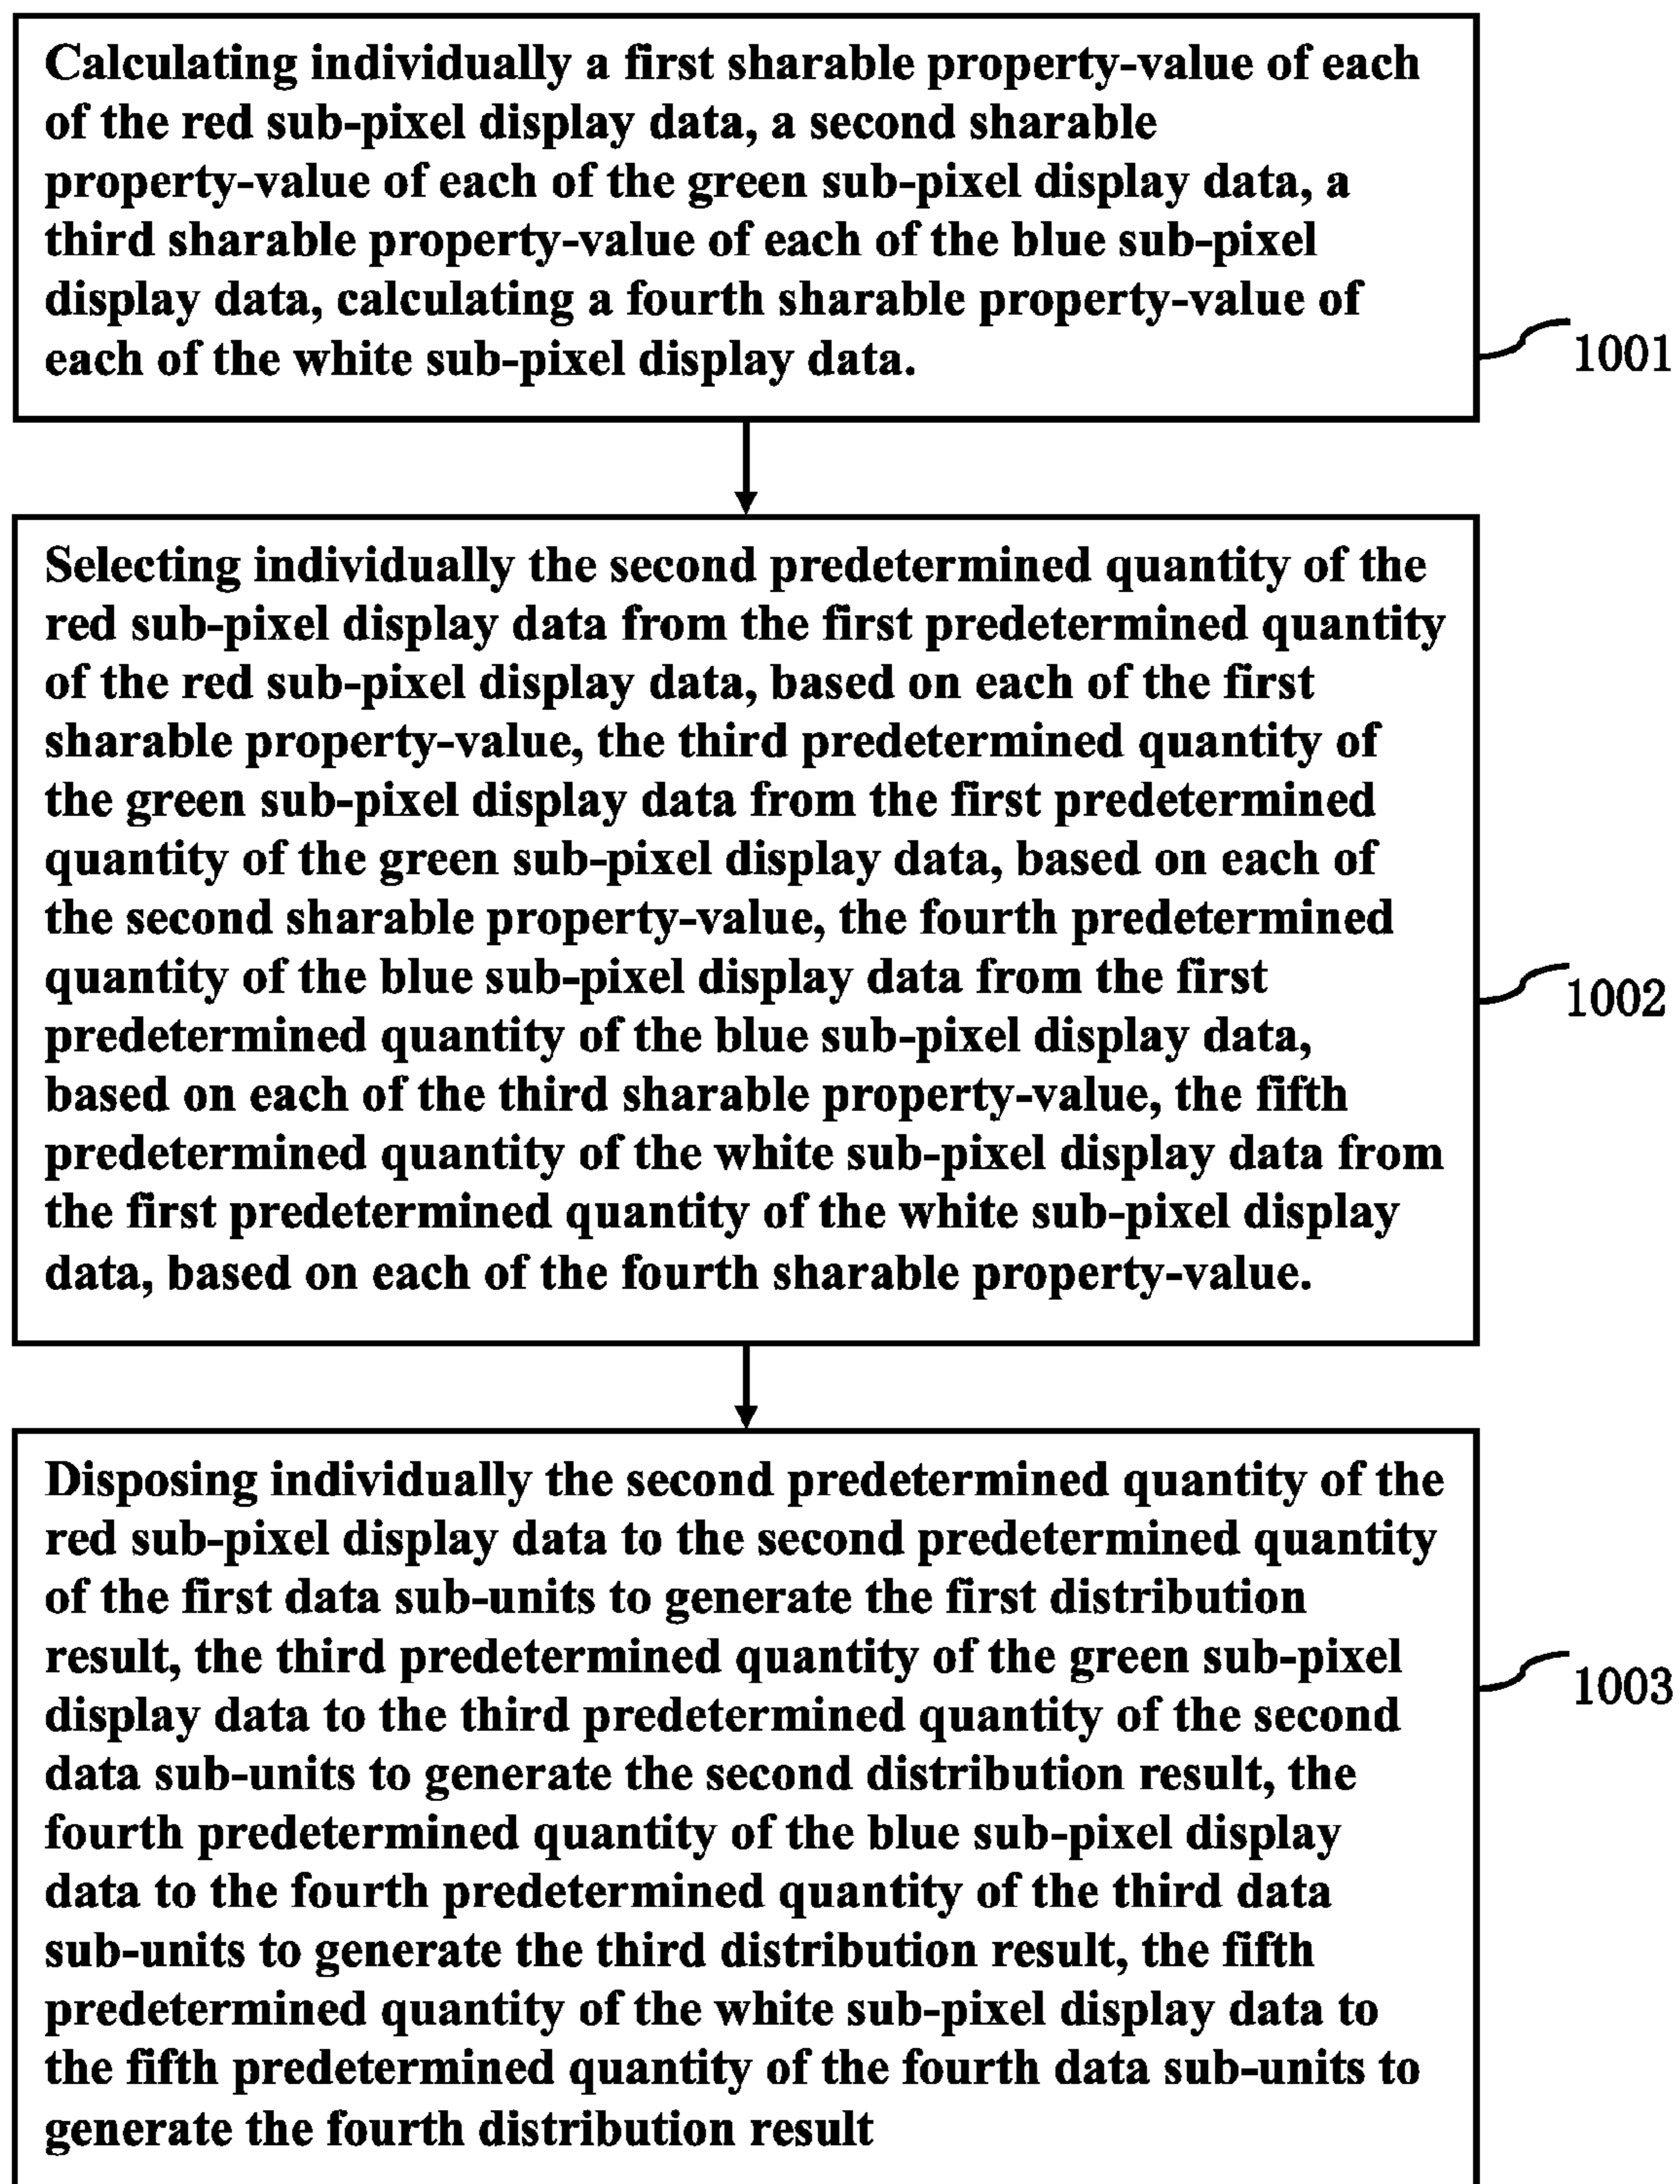 Calculating individually a first sharable property-value of each
of the red sub-pixel display data, a second sharable
property-value of each of the green sub-pixel display data, a
third sharable property-value of each of the blue sub-pixel
display data, calculating a fourth sharable property-value of
each of the white sub-pixel display data.
1001
Selecting individually the second predetermined quantity of the
red sub-pixel display data from the first predetermined quantity
of the red sub-pixel display data, based on each of the first
sharable property-value, the third predetermined quantity of
the green sub-pixel display data from the first predetermined
quantity of the green sub-pixel display data, based on each of
the second sharable property-value, the fourth predetermined
quantity of the blue sub-pixel display data from the first
predetermined quantity of the blue sub-pixel display data,
based on each of the third sharable property-value, the fifth
predetermined quantity of the white sub-pixel display data from
the first predetermined quantity of the white sub-pixel display
data, based on each of the fourth sharable property-value.
1002
Disposing individually the second predetermined quantity of the
red sub-pixel display data to the second predetermined quantity
of the first data sub-units to generate the first distribution
result, the third predetermined quantity of the green sub-pixel
display data to the third predetermined quantity of the second
data sub-units to generate the second distribution result, the
fourth predetermined quantity of the blue sub-pixel display
data to the fourth predetermined quantity of the third data
sub-units to generate the third distribution result, the fifth
predetermined quantity of the white sub-pixel display data to
the fifth predetermined quantity of the fourth data sub-units to
generate the fourth distribution result
1003